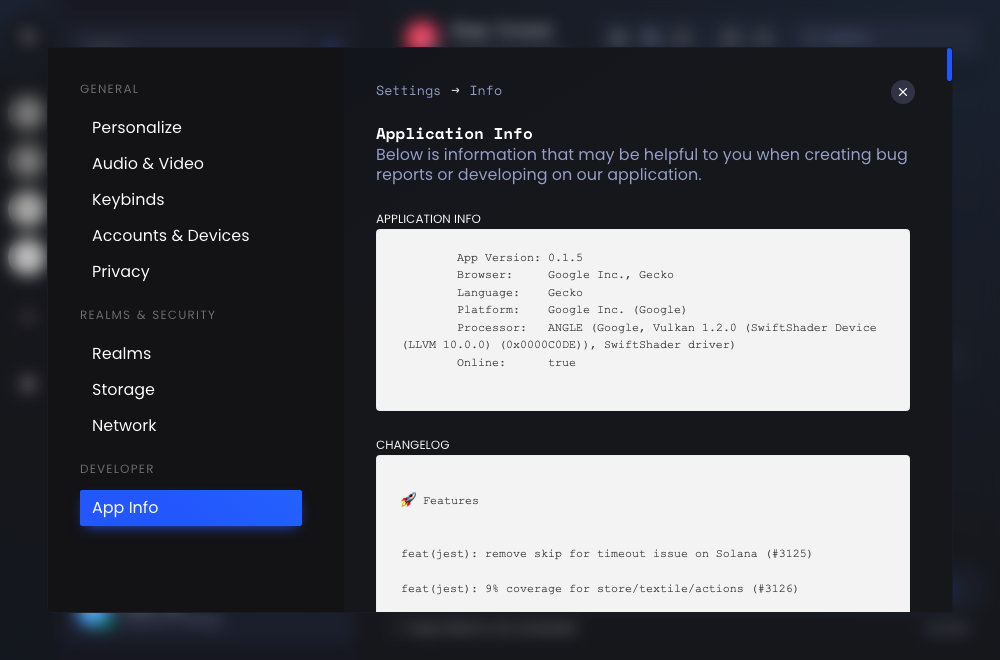 GENERAL
Personalize
Audio & Video
Keybinds
Accounts & Devices
Privacy
REALMS & SECURITY
Realms
Storage
Network
DEVELOPER
App Info
Settings → Info
Application Info
Below is information that may be helpful to you when creating bug
reports or developing on our application.
APPLICATION INFO
App Version: 0.1.5
Browser: Google Inc., Gecko
Language: Gecko
Platform: Google Inc. (Google)
Processor: ANGLE (Google, Vulkan 1.2.0 (SwiftShader Device
(LLVM 10.0.0) (0x0000C0DE)), SwiftShader driver)
Online: true
CHANGELOG
🚀 Features
feat(jest): remove skip for timeout issue on Solana (#3125)
feat(jest): 9% coverage for store/textile/actions (#3126)